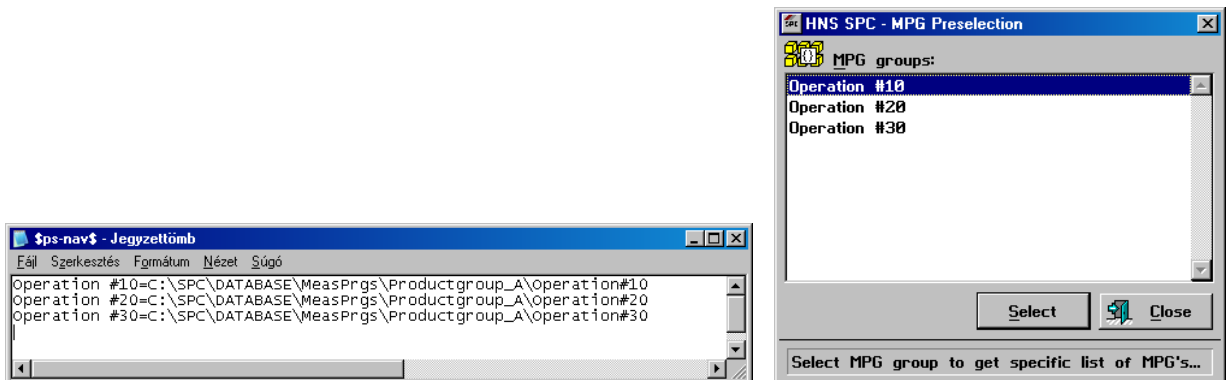 $ps-nav$ - Jegyzettömb
Fájl Szerkesztés Formátum Nézet Súgó
Operation #10=C:\SPC\DATABASE\MeasPrgs\Productgroup_A\Operation#10
Operation #20=C:\SPC\DATABASE\MeasPrgs\Productgroup_A\Operation#20
Operation #30=C:\SPC\DATABASE\MeasPrgs\Productgroup_A\Operation#30
SPC HNS SPC - MPG Preselection
MPG groups:
Operation #10
Operation #20
Operation #30
Select Close
Select MPG group to get specific list of MPG's...